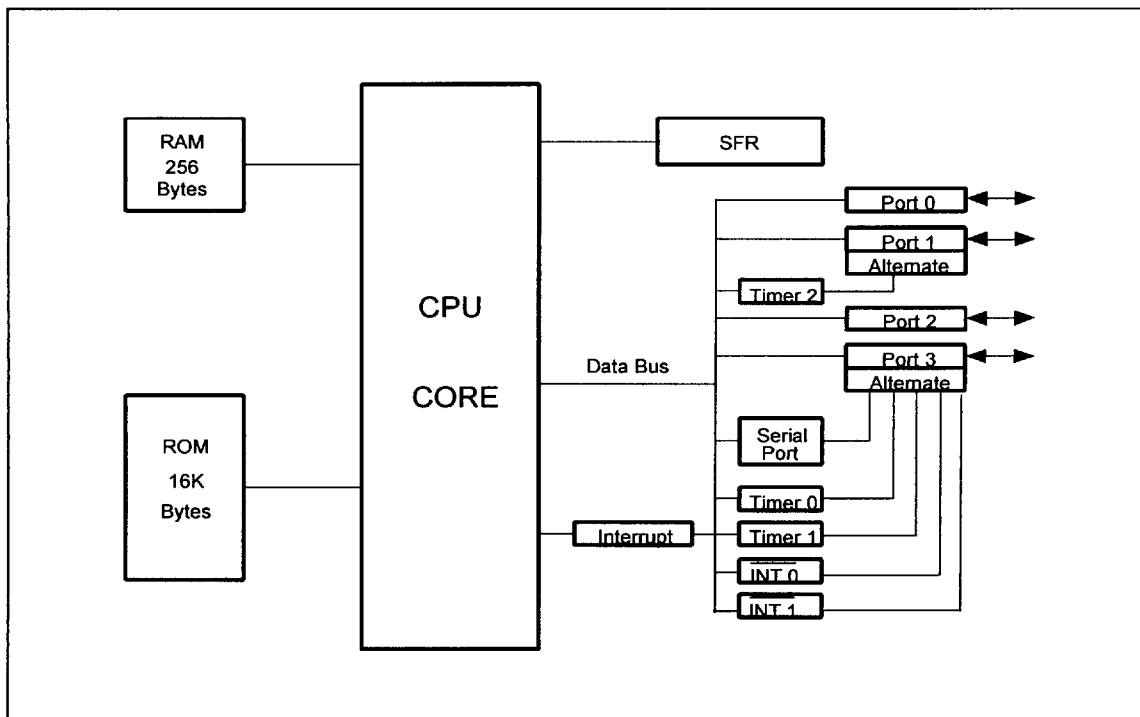 RAM
256
Bytes
SFR
Port 0
Port 1
Alternate
Timer 2
CPU
CORE
Port 2
Port 3
Alternate
Data Bus
ROM
16K
Bytes
Serial
Port
Timer 0
Interrupt
Timer 1
INT 0
INT 1